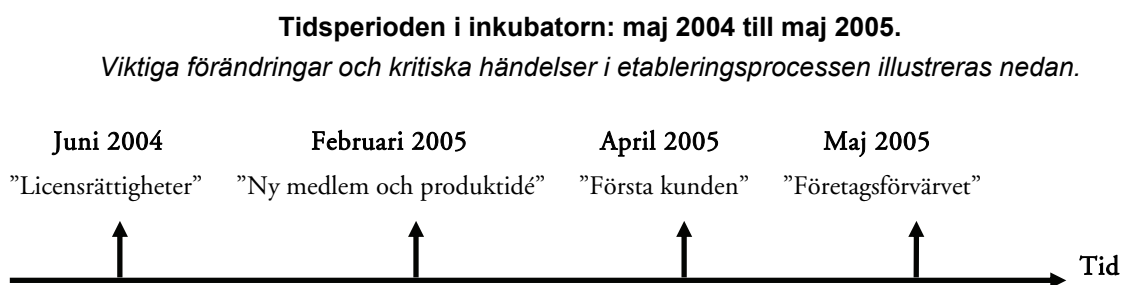 Tidsperioden i inkubatorn: maj 2004 till maj 2005.
Viktiga förändringar och kritiska händelser i etableringsprocessen illustreras nedan.
Juni 2004 Februari 2005 April 2005 Maj 2005
”Licensrättigheter” ”Ny medlem och produktidé” ”Första kunden” ”Företagsförvärvet”
Tid